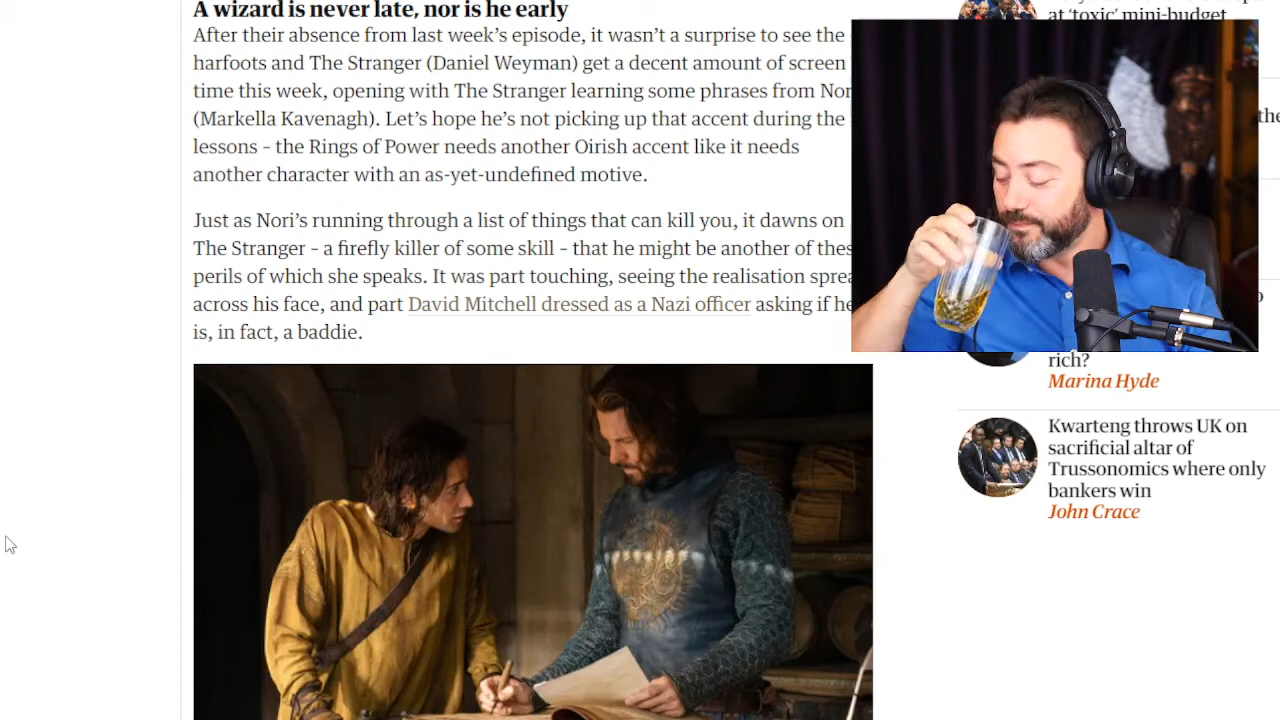 A wizard is never late, nor is he early
After their absence from last week's episode, it wasn't a surprise to see the
harfoots and The Stranger (Daniel Weyman) get a decent amount of screen
time this week, opening with The Stranger learning some phrases from
(Markella Kavenagh). Let's hope he's not picking up that accent during the
lessons – the Rings of Power needs another Oirish accent like it needs
another character with an as-yet-undefined motive.
Just as Nori's running through a list of things that can kill you, it dawns on
The Stranger – a firefly killer of some skill – that he might be another of
perils of which she speaks. It was part touching, seeing the realisation
across his face, and part David Mitchell dressed as a Nazi officer asking if he
is, in fact, a baddie.
at 'toxic' mini-budget
rich?
Marina Hyde
Kwarteng throws UK on
sacrificial altar of
Trussonomics where only
bankers win
John Crace